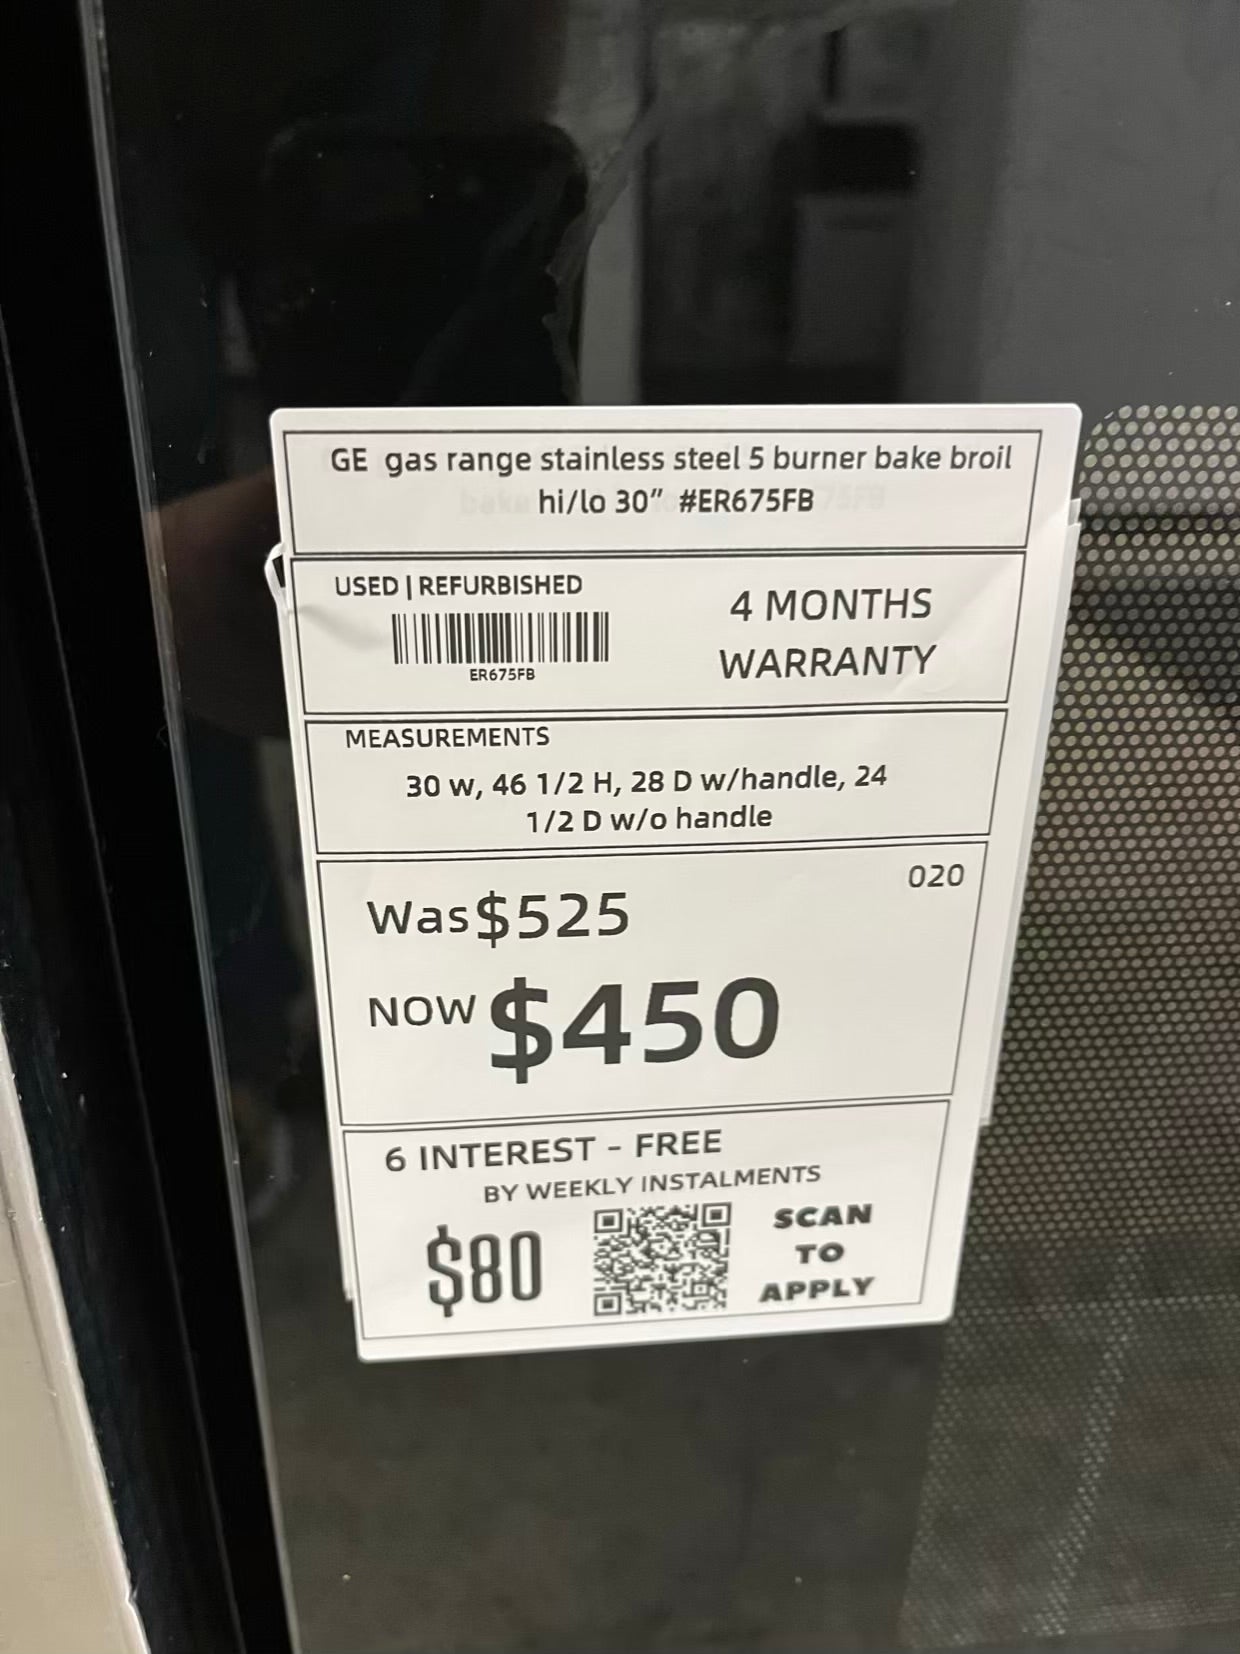 GE gas range stainless steel 5 burner bake broil
hi/lo 30" #ER675FB
USED | REFURBISHED
ER675FB
4 MONTHS
WARRANTY
MEASUREMENTS
30 w, 46 1/2 H, 28 D w/handle, 24
1/2 D w/o handle
020
Was $525
NOW $450
6 INTEREST - FREE
BY WEEKLY INSTALMENTS
$80
SCAN
TO
APPLY